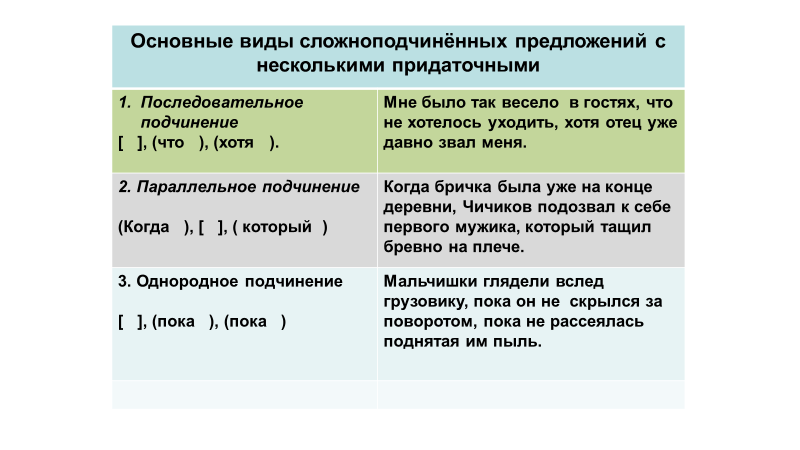 Основные виды сложноподчинённых предложений с
несколькими придаточными
1. Последовательное
подчинение
[ ], (что ), (хотя ).
Мне было так весело в гостях, что
не хотелось уходить, хотя отец уже
давно звал меня.
2. Параллельное подчинение
(Когда ), [ ], ( который )
Когда бричка была уже на конце
деревни, Чичиков подозвал к себе
первого мужика, который тащил
бревно на плече.
3. Однородное подчинение
[ ], (пока ), (пока )
Мальчишки глядели вслед
грузовику, пока он не скрылся за
поворотом, пока не рассеялась
поднятая им пыль.